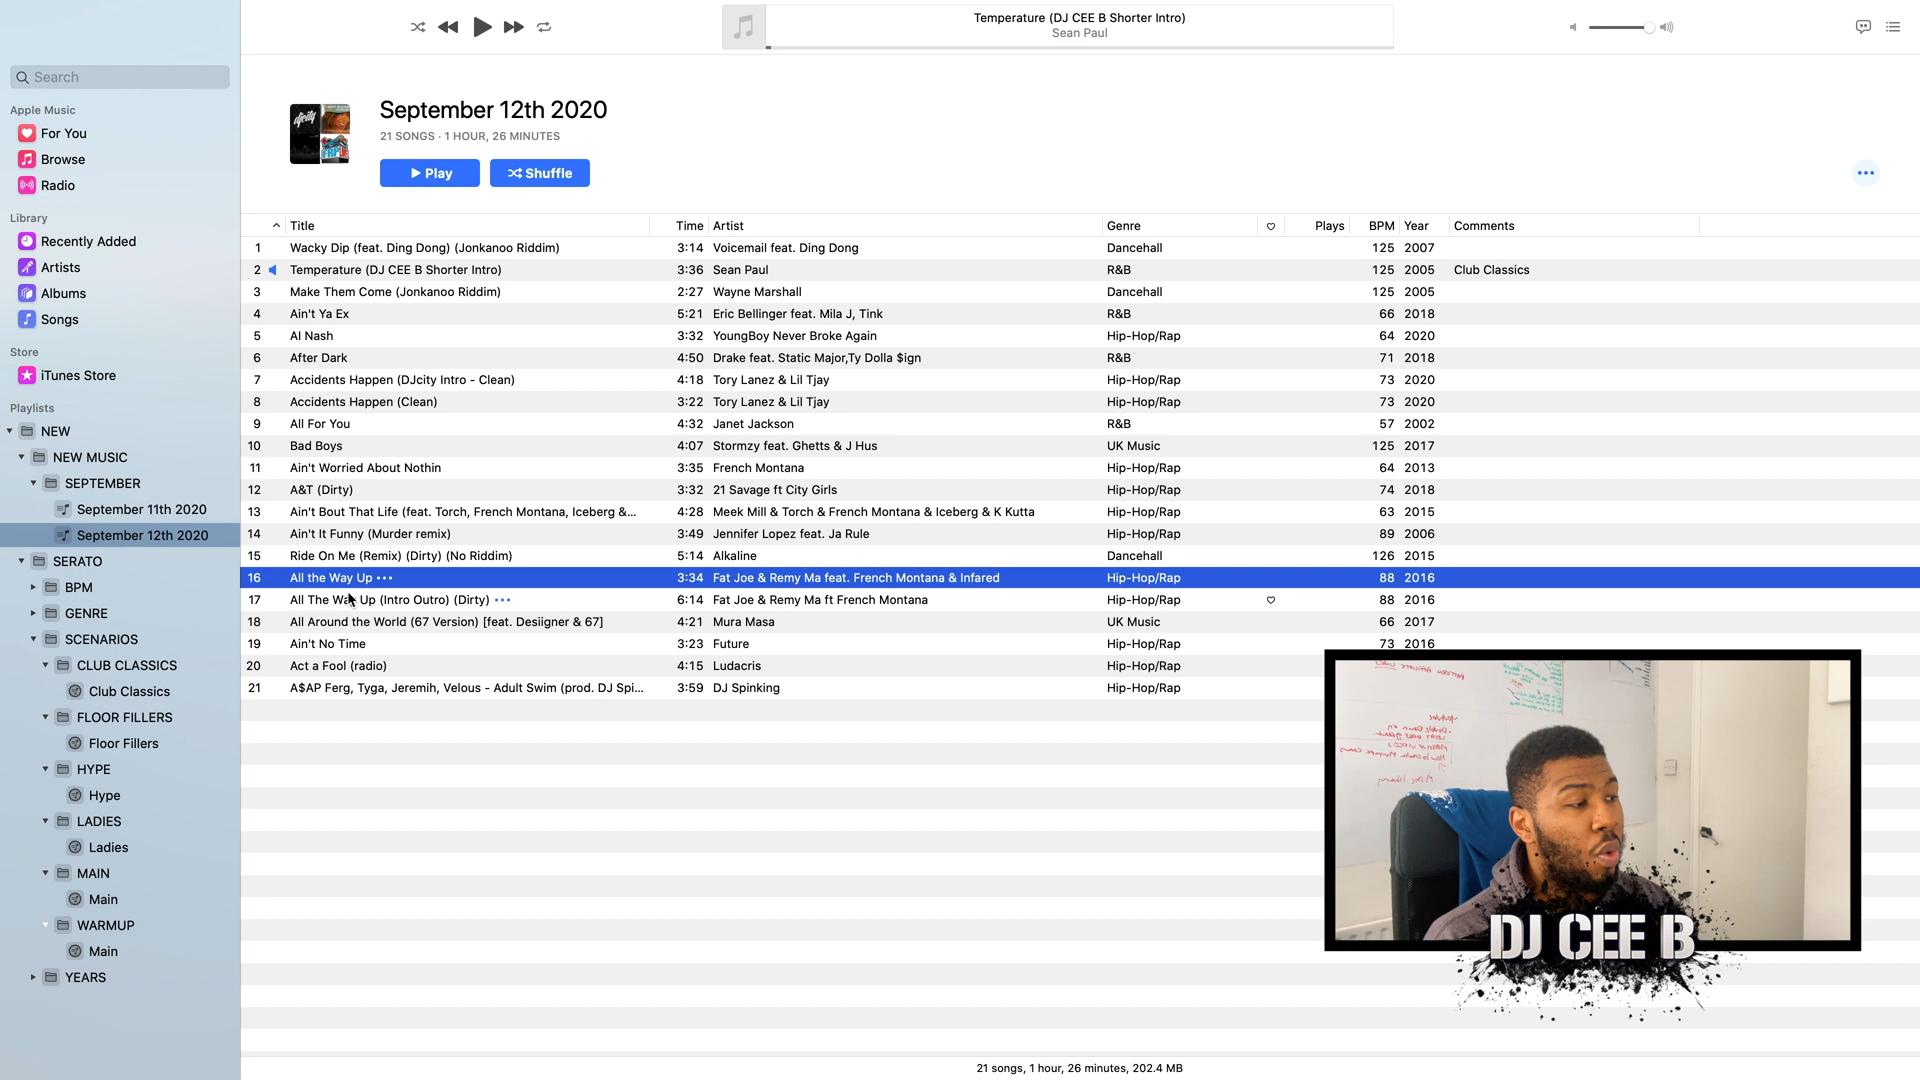 Temperature (DJ CEE B Shorter Intro)
Sean Paul
Search
Apple Music
For You
Browse
Radio
Library
Recently Added
Artists
Albums
Songs
Store
iTunes Store
Playlists
NEW
NEW MUSIC
SEPTEMBER
September 11th 2020
September 12th 2020
SERATO
BPM
GENRE
SCENARIOS
CLUB CLASSICS
Club Classics
FLOOR FILLERS
Floor Fillers
HYPE
Hype
LADIES
Ladies
MAIN
Main
WARMUP
Main
YEARS
September 12th 2020
21 SONGS · 1 HOUR, 26 MINUTES
Play Shuffle
Title Time Artist Genre Plays BPM Year Comments
1 Wacky Dip (feat. Ding Dong) (Jonkanoo Riddim) 3:14 Voicemail feat. Ding Dong Dancehall 125 2007
2 Temperature (DJ CEE B Shorter Intro) 3:36 Sean Paul R&B 125 2005 Club Classics
3 Make Them Come (Jonkanoo Riddim) 2:27 Wayne Marshall Dancehall 125 2005
4 Ain't Ya Ex 5:21 Eric Bellinger feat. Mila J, Tink R&B 66 2018
5 Al Nash 3:32 YoungBoy Never Broke Again Hip-Hop/Rap 64 2020
6 After Dark 4:50 Drake feat. Static Major,Ty Dolla $ign R&B 71 2018
7 Accidents Happen (DJcity Intro - Clean) 4:18 Tory Lanez & Lil Tjay Hip-Hop/Rap 73 2020
8 Accidents Happen (Clean) 3:22 Tory Lanez & Lil Tjay Hip-Hop/Rap 73 2020
9 All For You 4:32 Janet Jackson R&B 57 2002
10 Bad Boys 4:07 Stormzy feat. Ghetts & J Hus UK Music 125 2017
11 Ain't Worried About Nothin 3:35 French Montana Hip-Hop/Rap 64 2013
12 A&T (Dirty) 3:32 21 Savage ft City Girls Hip-Hop/Rap 74 2018
13 Ain't Bout That Life (feat. Torch, French Montana, Iceberg &... 4:28 Meek Mill & Torch & French Montana & Iceberg & K Kutta Hip-Hop/Rap 63 2015
14 Ain't It Funny (Murder remix) 3:49 Jennifer Lopez feat. Ja Rule Hip-Hop/Rap 89 2006
15 Ride On Me (Remix) (Dirty) (No Riddim) 5:14 Alkaline Dancehall 126 2015
16 All the Way Up ••• 3:34 Fat Joe & Remy Ma feat. French Montana & Infared Hip-Hop/Rap 88 2016
17 All The Way Up (Intro Outro) (Dirty) ••• 6:14 Fat Joe & Remy Ma ft French Montana Hip-Hop/Rap 88 2016
18 All Around the World (67 Version) [feat. Desiigner & 67] 4:21 Mura Masa UK Music 66 2017
19 Ain't No Time 3:23 Future Hip-Hop/Rap 73 2016
20 Act a Fool (radio) 4:15 Ludacris Hip-Hop/Rap
21 A$AP Ferg, Tyga, Jeremih, Velous - Adult Swim (prod. DJ Spi... 3:59 DJ Spinking Hip-Hop/Rap
DJ CEE B
21 songs, 1 hour, 26 minutes, 202.4 MB